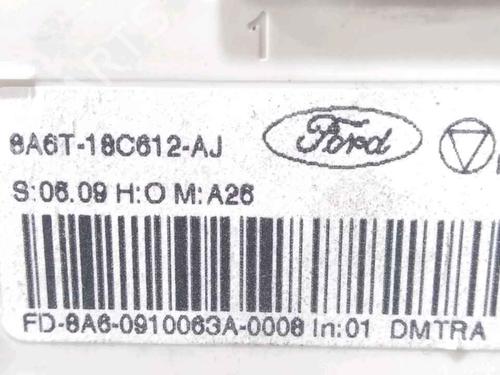 1
8A6T-18C612-AJ
Ford
S:06.09 H:O M:A26
FD-8A6-0910063A-0008 In:01 DMTRA